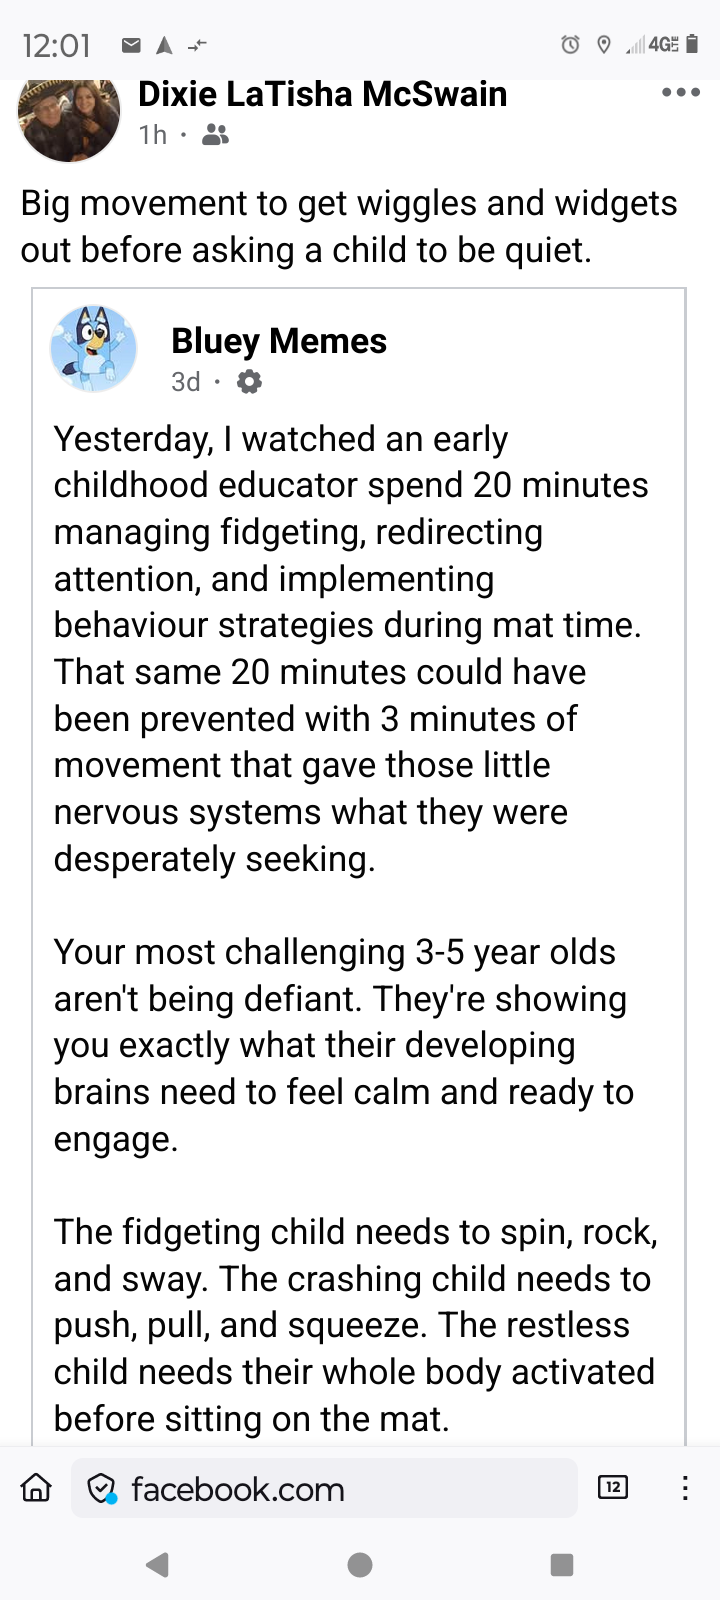 12:01
4GE
Dixie LaTisha McSwain
1h ·
Big movement to get wiggles and widgets
out before asking a child to be quiet.
Bluey Memes
3d ·
Yesterday, I watched an early
childhood educator spend 20 minutes
managing fidgeting, redirecting
attention, and implementing
behaviour strategies during mat time.
That same 20 minutes could have
been prevented with 3 minutes of
movement that gave those little
nervous systems what they were
desperately seeking.
Your most challenging 3-5 year olds
aren't being defiant. They're showing
you exactly what their developing
brains need to feel calm and ready to
engage.
The fidgeting child needs to spin, rock,
and sway. The crashing child needs to
push, pull, and squeeze. The restless
child needs their whole body activated
before sitting on the mat.
facebook.com
12